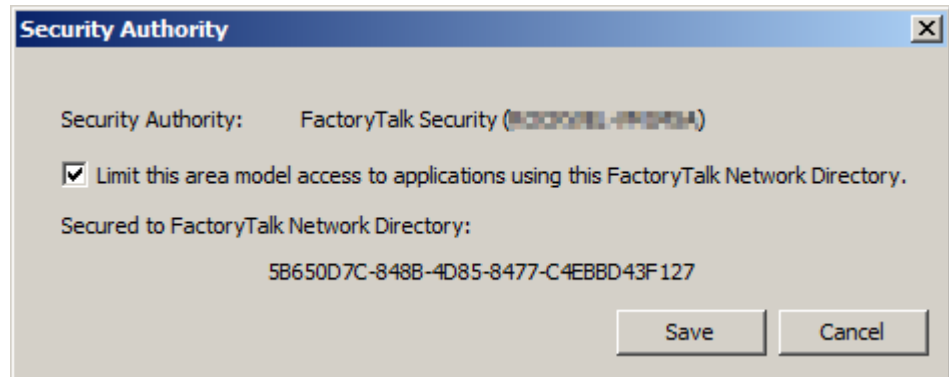 Security Authority
Security Authority: FactoryTalk Security ( )
Limit this area model access to applications using this FactoryTalk Network Directory.
Secured to FactoryTalk Network Directory:
5B650D7C-848B-4D85-8477-C4EBBD43F127
Save Cancel